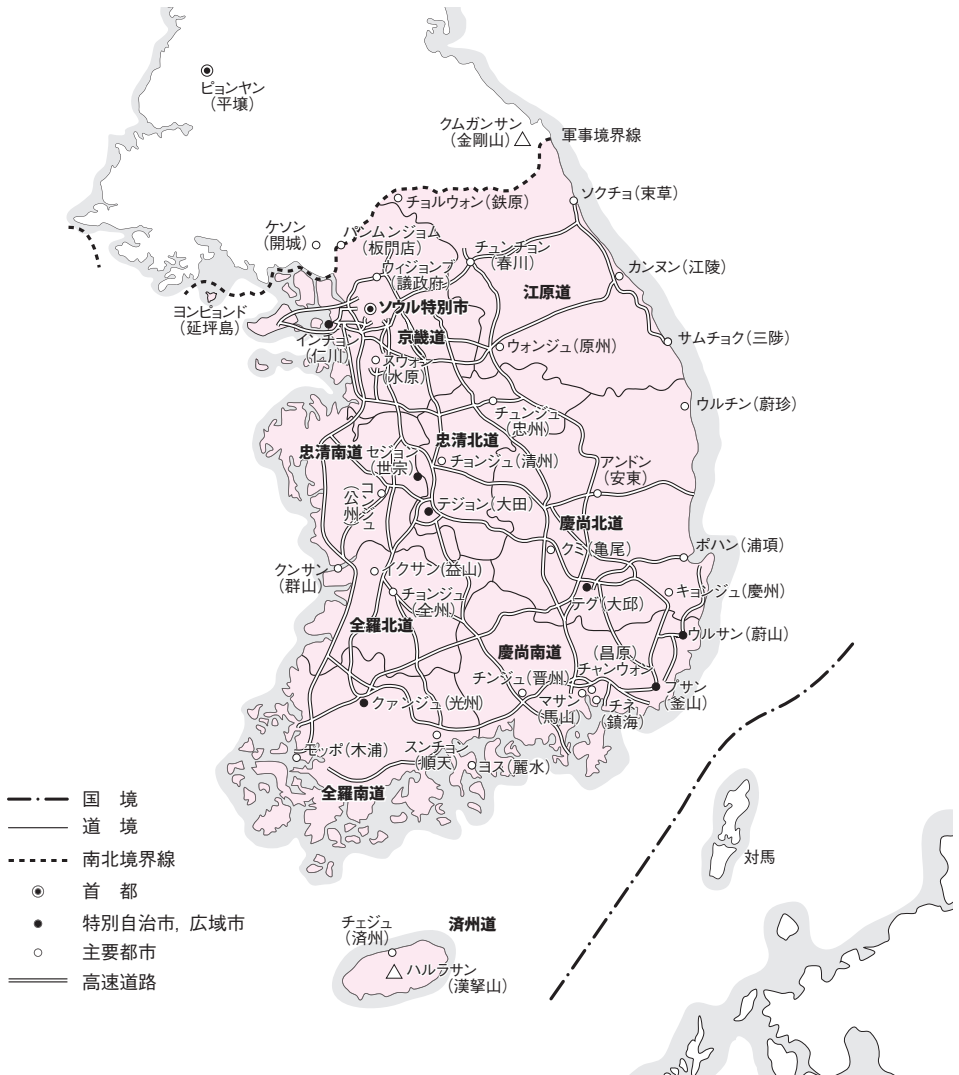 ピョンヤン
(平壌)
クムガンサン
(金剛山)
軍事境界線
ソクチョ(束草)
チョルウォン(鉄原)
ケソン
(開城)
パンムンジョム
(板門店)
チュンチョン
(春川)
カンヌン(江陵)
ウィジョンブ
(議政府)
江原道
ヨンピョンド
(延坪島)
ソウル特別市
インチョン
(仁川)
京畿道
サムチョク(三陟)
ウォンジュ(原州)
スウォン
(水原)
ウルチン(蔚珍)
チュンジュ
(忠州)
忠清南道
セジョン
(世宗)
忠清北道
チョンジュ(清州)
アンドン
(安東)
コンジュ
(公州)
テジョン(大田)
慶尚北道
クミ(亀尾)
ポハン(浦項)
クンサン
(群山)
イクサン(益山)
チョンジュ
(全州)
テグ(大邱)
キョンジュ(慶州)
全羅北道
ウルサン(蔚山)
慶尚南道
(昌原)
チャンウォン
チンジュ(晋州)
マサン
(馬山)
チネ
(鎮海)
プサン
(釜山)
クァンジュ(光州)
モッポ(木浦)
スンチョン
(順天)
ヨス(麗水)
全羅南道
対馬
チェジュ
(済州)
済州道
ハルラサン
(漢拏山)
国 境
道 境
南北境界線
首 都
特別自治市, 広域市
主要都市
高速道路